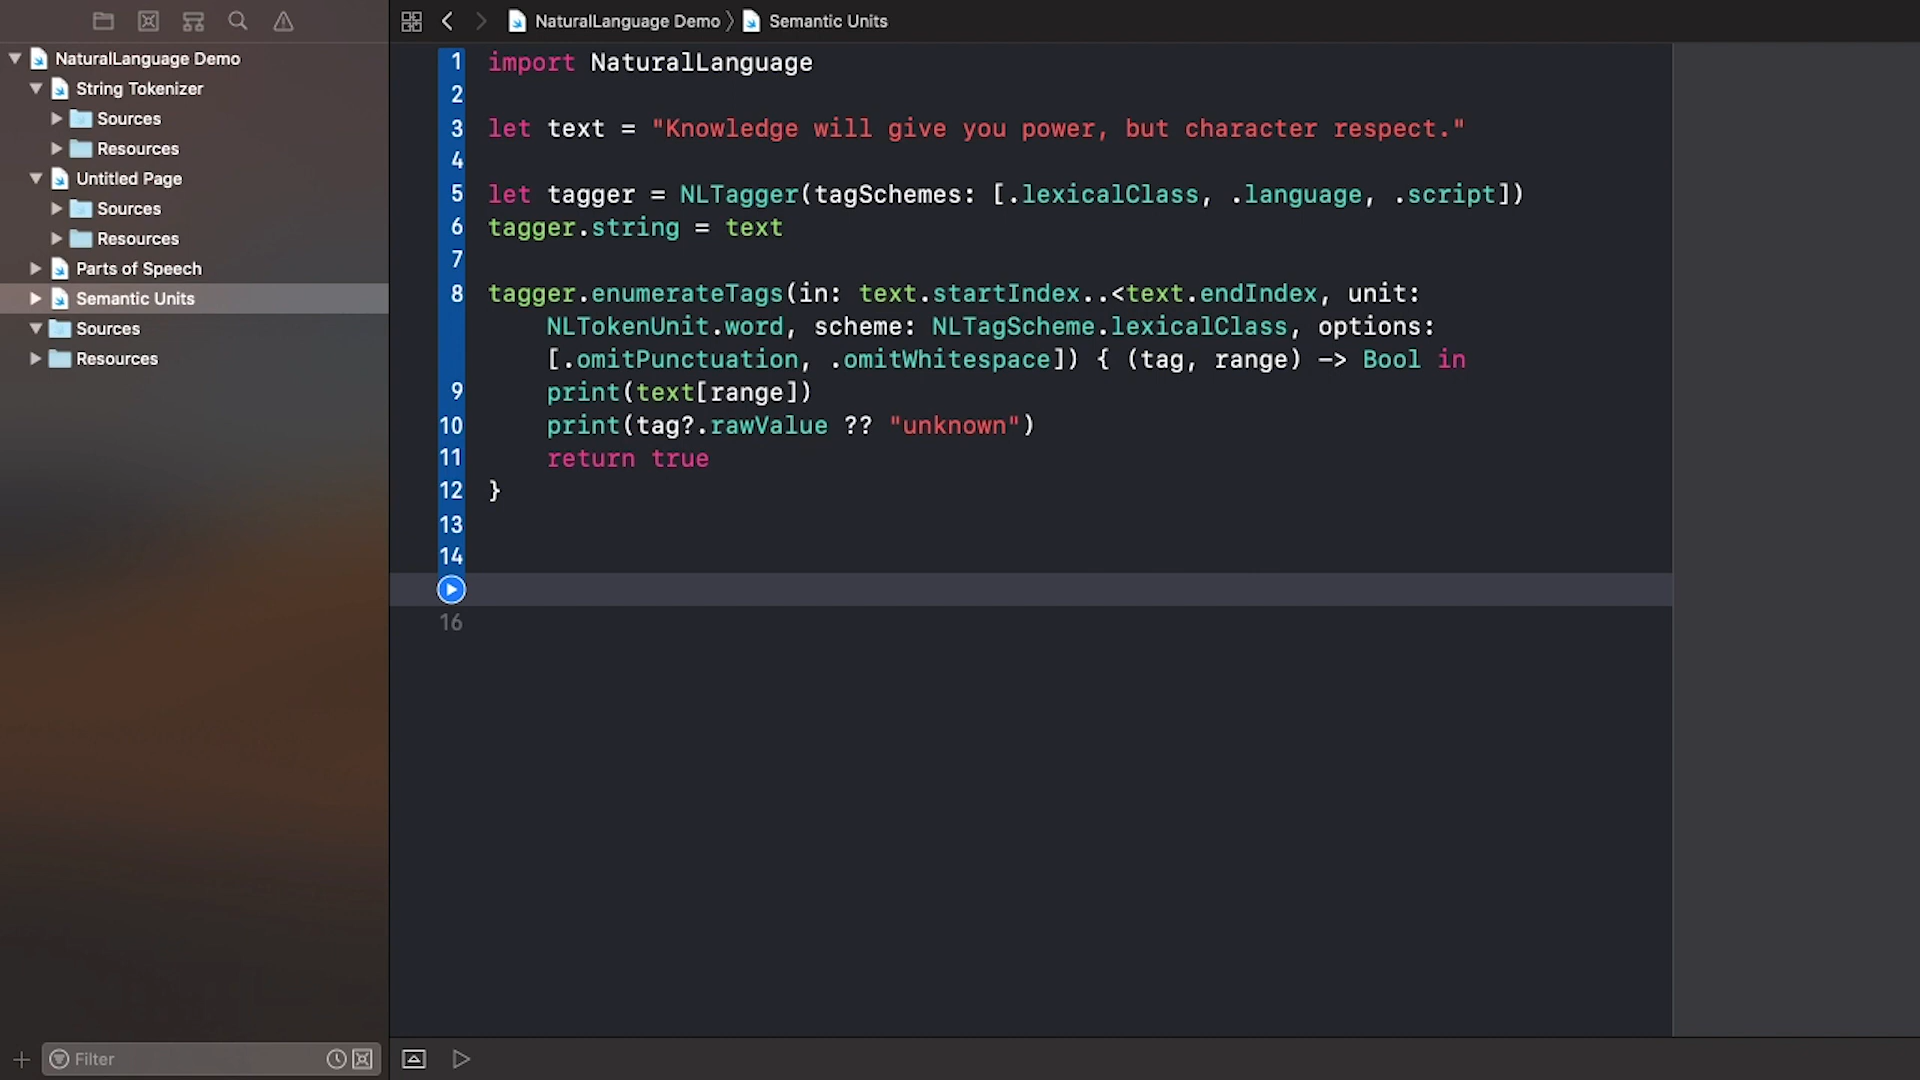 NaturalLanguage Demo
String Tokenizer
Sources
Resources
Untitled Page
Sources
Resources
Parts of Speech
Semantic Units
Sources
Resources
Filter
NaturalLanguage Demo 〉 Semantic Units
1 import NaturalLanguage
2
3 let text = "Knowledge will give you power, but character respect."
4
5 let tagger = NLTagger(tagSchemes: [.lexicalClass, .language, .script])
6 tagger.string = text
7
8 tagger.enumerateTags(in: text.startIndex..<text.endIndex, unit:
NLTokenUnit.word, scheme: NLTagScheme.lexicalClass, options:
[.omitPunctuation, .omitWhitespace]) { (tag, range) -> Bool in
9 print(text[range])
10 print(tag?.rawValue ?? "unknown")
11 return true
12 }
13
14
16